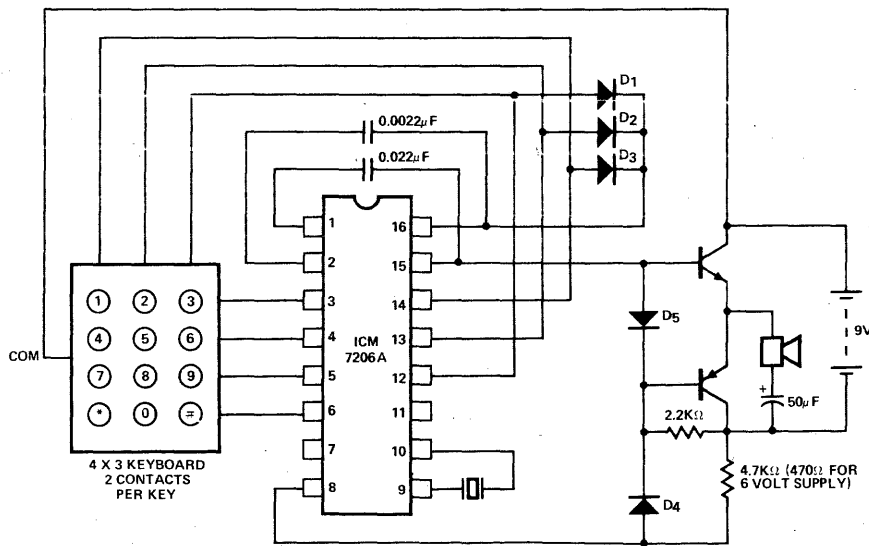 D1
0.0022µF
D2
0.022µF
D3
1 16
2 15
1 2 3
3 14
D5
4 5 6
4 ICM 13
9V
COM
7206A
7 8 9
5 12
* 0 =
6 11
+
50µF
2.2KΩ
4 X 3 KEYBOARD
2 CONTACTS
PER KEY
7 10
4.7KΩ (470Ω FOR
6 VOLT SUPPLY)
8 9
D4